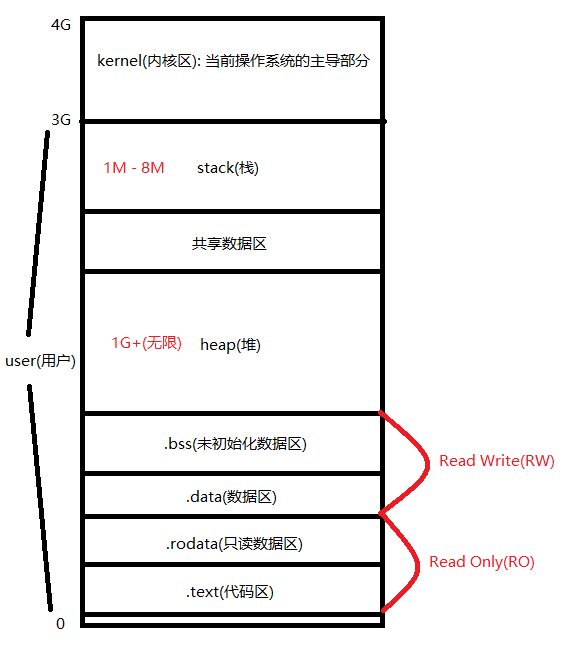 4G
kernel(内核区): 当前操作系统的主导部分
3G
1M - 8M stack(栈)
共享数据区
1G+(无限) heap(堆)
user(用户)
.bss(未初始化数据区)
Read Write(RW)
.data(数据区)
.rodata(只读数据区)
Read Only(RO)
.text(代码区)
0